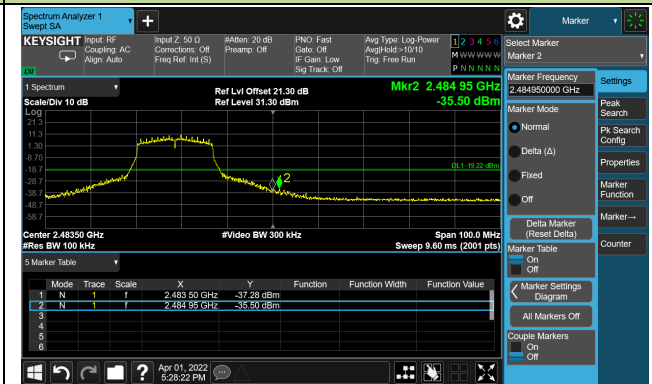 Spectrum Analyzer 1
Swept SA
+
Marker
KEYSIGHT
Input: RF
Coupling: AC
Align: Auto
Input Z: 50 Ω
Corrections: Off
Freq Ref: Int (S)
#Atten: 20 dB
Preamp: Off
PNO: Fast
Gate: Off
IF Gain: Low
Sig Track: Off
Avg Type: Log-Power
Avg|Hold:>10/10
Trig: Free Run
1 2 3 4 5 6
M W W W W W
P N N N N N
LXI
Select Marker
Marker 2
1 Spectrum
Scale/Div 10 dB
Ref Lvl Offset 21.30 dB
Ref Level 31.30 dBm
Mkr2 2.484 95 GHz
-35.50 dBm
Log
21.3
11.3
1.30
-8.70
-18.7
-28.7
-38.7
-48.7
-58.7
DL1 -19.22 dBm
2
Center 2.48350 GHz
#Res BW 100 kHz
#Video BW 300 kHz
Span 100.0 MHz
Sweep 9.60 ms (2001 pts)
5 Marker Table
Mode Trace Scale X Y Function Function Width Function Value
1 N 1 f 2.483 50 GHz -37.28 dBm
2 N 1 f 2.484 95 GHz -35.50 dBm
3
4
5
6
Marker Frequency
2.484950000 GHz
Marker Mode
Normal
Delta (Δ)
Fixed
Off
Delta Marker
(Reset Delta)
Marker Table
On
Off
Marker Settings
Diagram
All Markers Off
Couple Markers
On
Off
Settings
Peak
Search
Pk Search
Config
Properties
Marker
Function
Marker→
Counter
?
Apr 01, 2022
5:28:22 PM